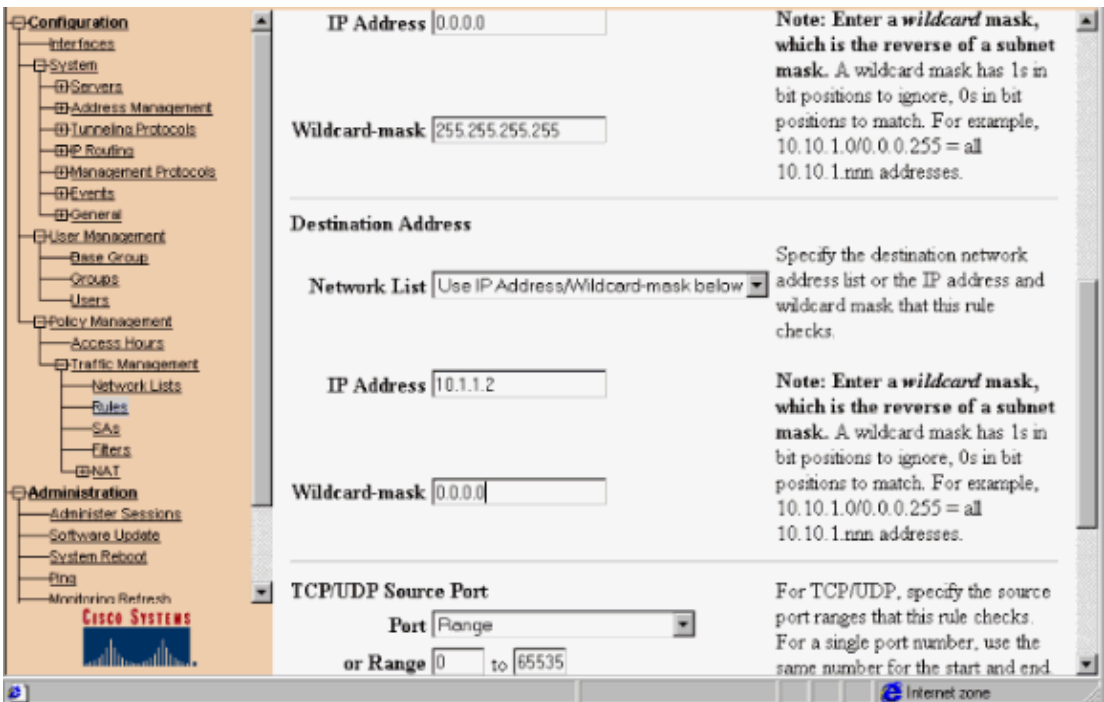 Configuration
Interfaces
System
Servers
Address Management
Tunneling Protocols
IP Routing
Management Protocols
Events
General
User Management
Base Group
Groups
Users
Policy Management
Access Hours
Traffic Management
Network Lists
Rules
SAs
Filters
NAT
Administration
Administer Sessions
Software Update
System Reboot
Ping
Monitoring Refresh
CISCO SYSTEMS
IP Address 0.0.0.0
Wildcard-mask 255.255.255.255
Note: Enter a wildcard mask,
which is the reverse of a subnet
mask. A wildcard mask has 1s in
bit positions to ignore, 0s in bit
positions to match. For example,
10.10.1.0/0.0.0.255 = all
10.10.1.nnn addresses.
Destination Address
Network List Use IP Address/Wildcard-mask below
Specify the destination network
address list or the IP address and
wildcard mask that this rule
checks.
IP Address 10.1.1.2
Wildcard-mask 0.0.0.0
Note: Enter a wildcard mask,
which is the reverse of a subnet
mask. A wildcard mask has 1s in
bit positions to ignore, 0s in bit
positions to match. For example,
10.10.1.0/0.0.0.255 = all
10.10.1.nnn addresses.
TCP/UDP Source Port
Port Range
or Range 0 to 65535
For TCP/UDP, specify the source
port ranges that this rule checks.
For a single port number, use the
same number for the start and end.
Internet zone